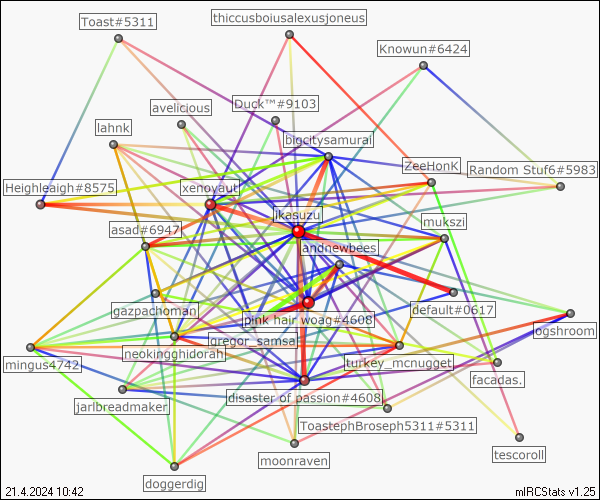 thiccusboiusalexusjoneus
Toast#5311
Knowun#6424
Duck™#9103
avelicious
lahnk
bigcitysamurai
ZeeHonK
Random Stuf6#5983
Heighleaigh#8575
xenoyaut
ikasuzu
mukszi
asad#6947
andnewbees
gazpachoman
default#0617
pink hair woag#4608
ogshroom
gregor_samsa
neokingghidorah
turkey_mcnugget
mingus4742
facadas.
disaster of passion#4608
jarlbreadmaker
ToastephBroseph5311#5311
tescoroll
moonraven
doggerdig
21.4.2024 10:42
mIRCStats v1.25